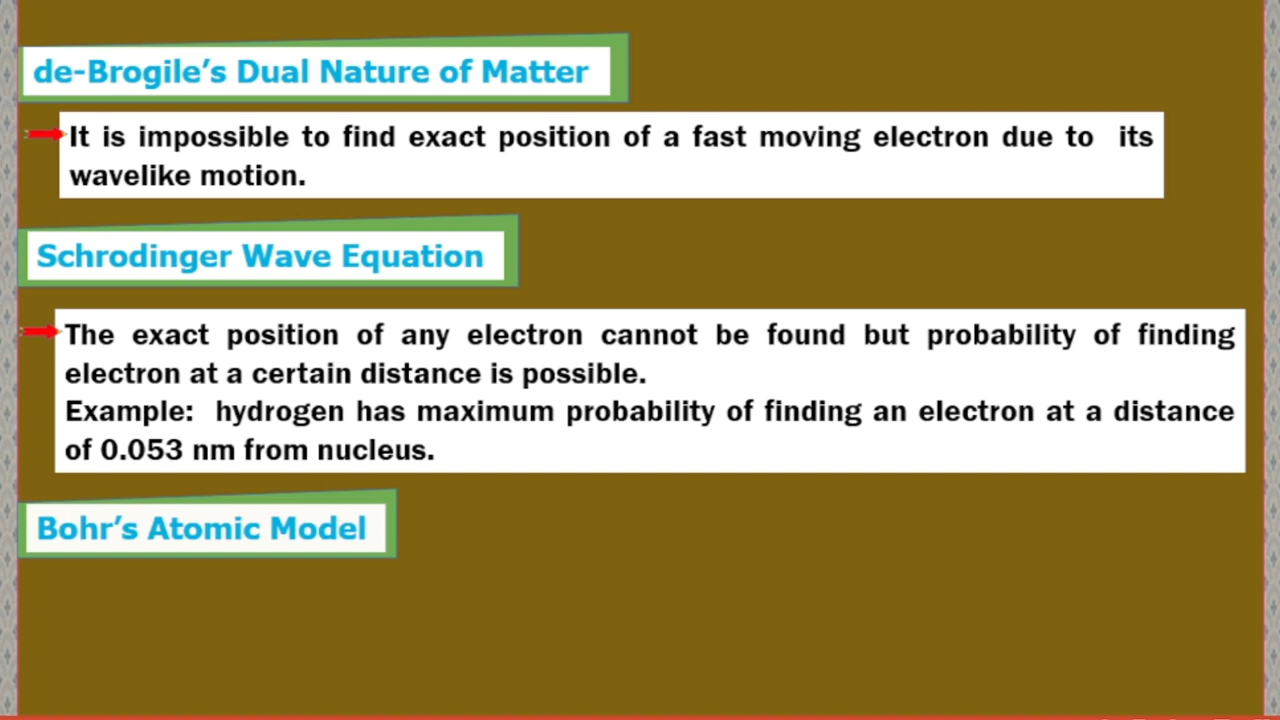 de-Brogile’s Dual Nature of Matter
It is impossible to find exact position of a fast moving electron due to its
wavelike motion.
Schrodinger Wave Equation
The exact position of any electron cannot be found but probability of finding
electron at a certain distance is possible.
Example: hydrogen has maximum probability of finding an electron at a distance
of 0.053 nm from nucleus.
Bohr’s Atomic Model